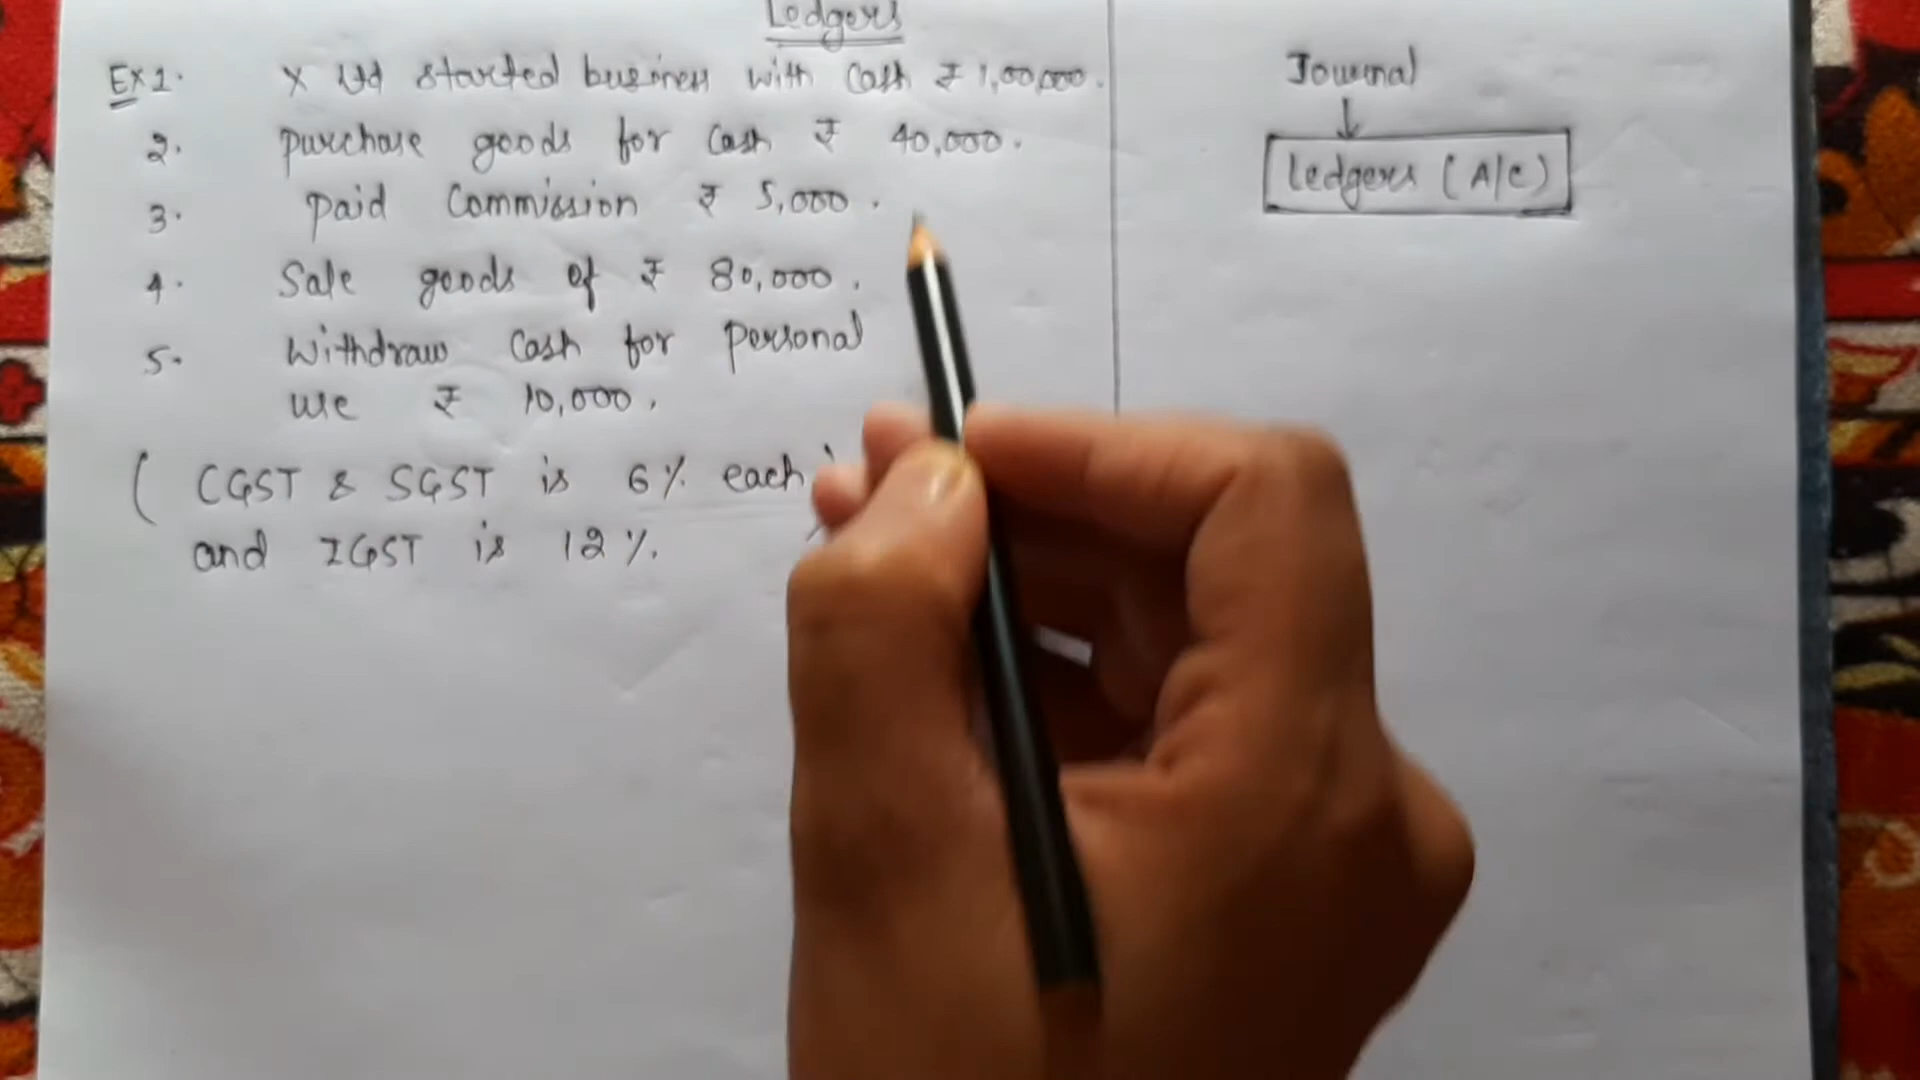 Ledgers
Ex 1. X Ltd started business with Cash ₹ 1,00,000.
2. purchase goods for Cash ₹ 40,000.
3. paid Commission ₹ 5,000.
4. Sale goods of ₹ 80,000.
5. Withdraw Cash for personal
use ₹ 10,000.
( CGST & SGST is 6% each
and IGST is 12%.
Journal
↓
Ledgers (A/C)